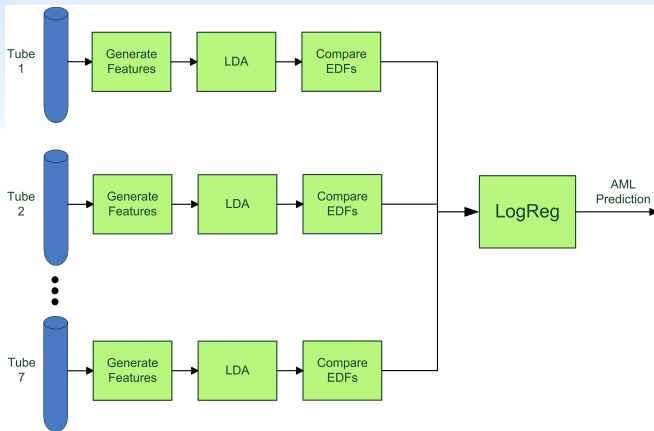 Tube
1
Generate
Features
LDA
Compare
EDFs
Tube
2
Generate
Features
LDA
Compare
EDFs
LogReg
AML
Prediction
Tube
7
Generate
Features
LDA
Compare
EDFs